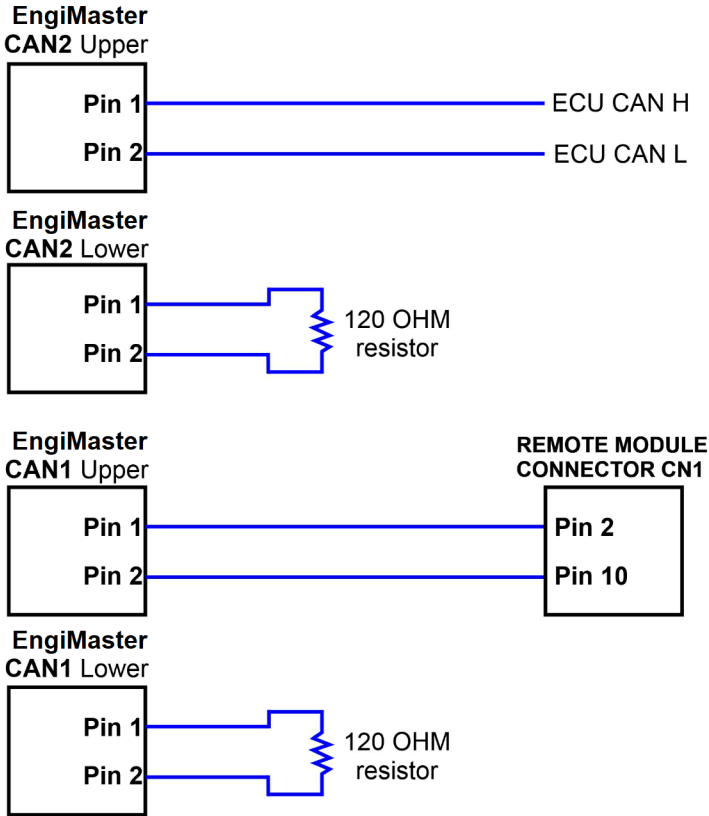 EngiMaster
CAN2 Upper
Pin 1
ECU CAN H
Pin 2
ECU CAN L
EngiMaster
CAN2 Lower
Pin 1
Pin 2
120 OHM
resistor
EngiMaster
CAN1 Upper
REMOTE MODULE
CONNECTOR CN1
Pin 1
Pin 2
Pin 2
Pin 10
EngiMaster
CAN1 Lower
Pin 1
Pin 2
120 OHM
resistor